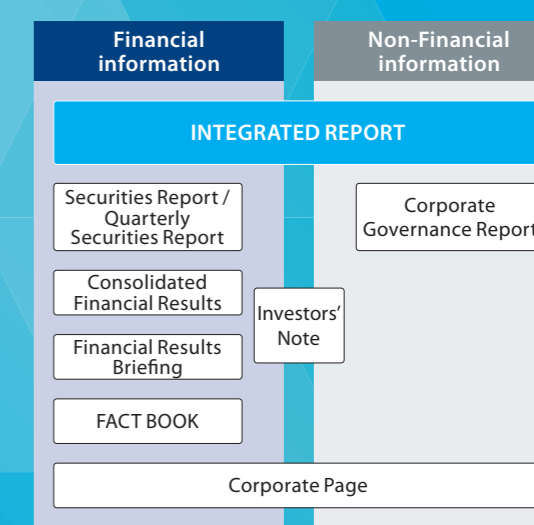 Financial
information
Non-Financial
information
INTEGRATED REPORT
Securities Report /
Quarterly
Securities Report
Corporate
Governance Report
Consolidated
Financial Results
Investors'
Note
Financial Results
Briefing
FACT BOOK
Corporate Page